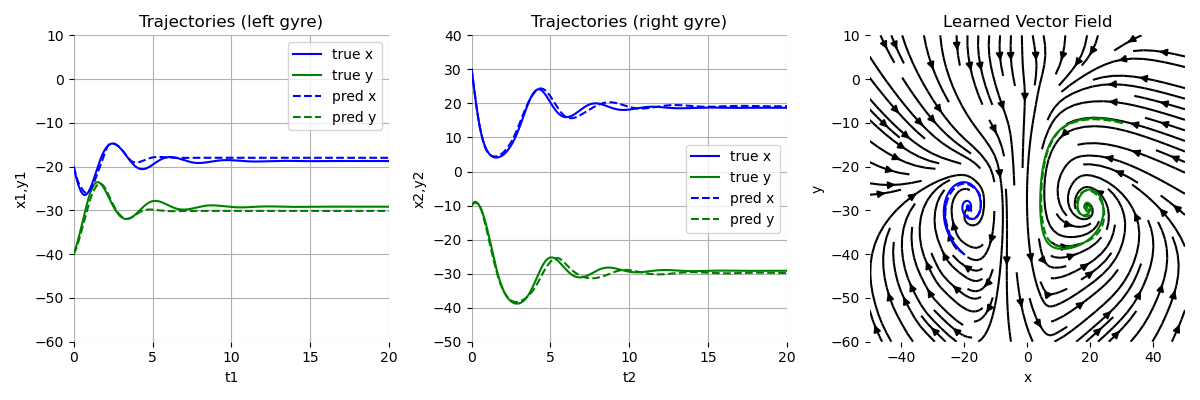 Trajectories (left gyre)
10
0
−10
−20
−30
−40
−50
−60
x1,y1
0
5
10
15
20
t1
true x
true y
pred x
pred y
Trajectories (right gyre)
40
30
20
10
0
−10
−20
−30
−40
−50
x2,y2
0
5
10
15
20
t2
true x
true y
pred x
pred y
Learned Vector Field
10
0
−10
−20
−30
−40
−50
−60
y
−40
−20
0
20
40
x